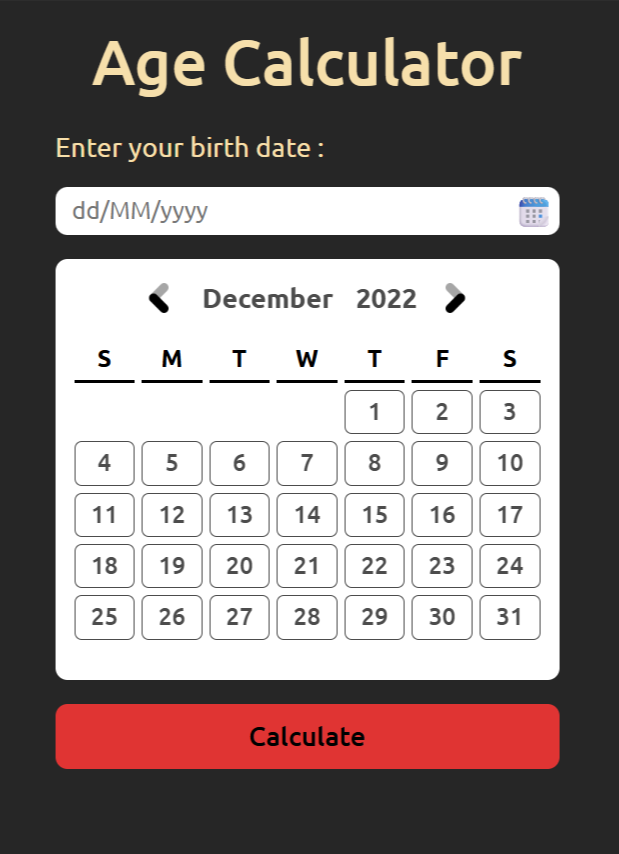 Age Calculator
Enter your birth date :
dd/MM/yyyy
December 2022
S M T W T F S
1 2 3
4 5 6 7 8 9 10
11 12 13 14 15 16 17
18 19 20 21 22 23 24
25 26 27 28 29 30 31
Calculate